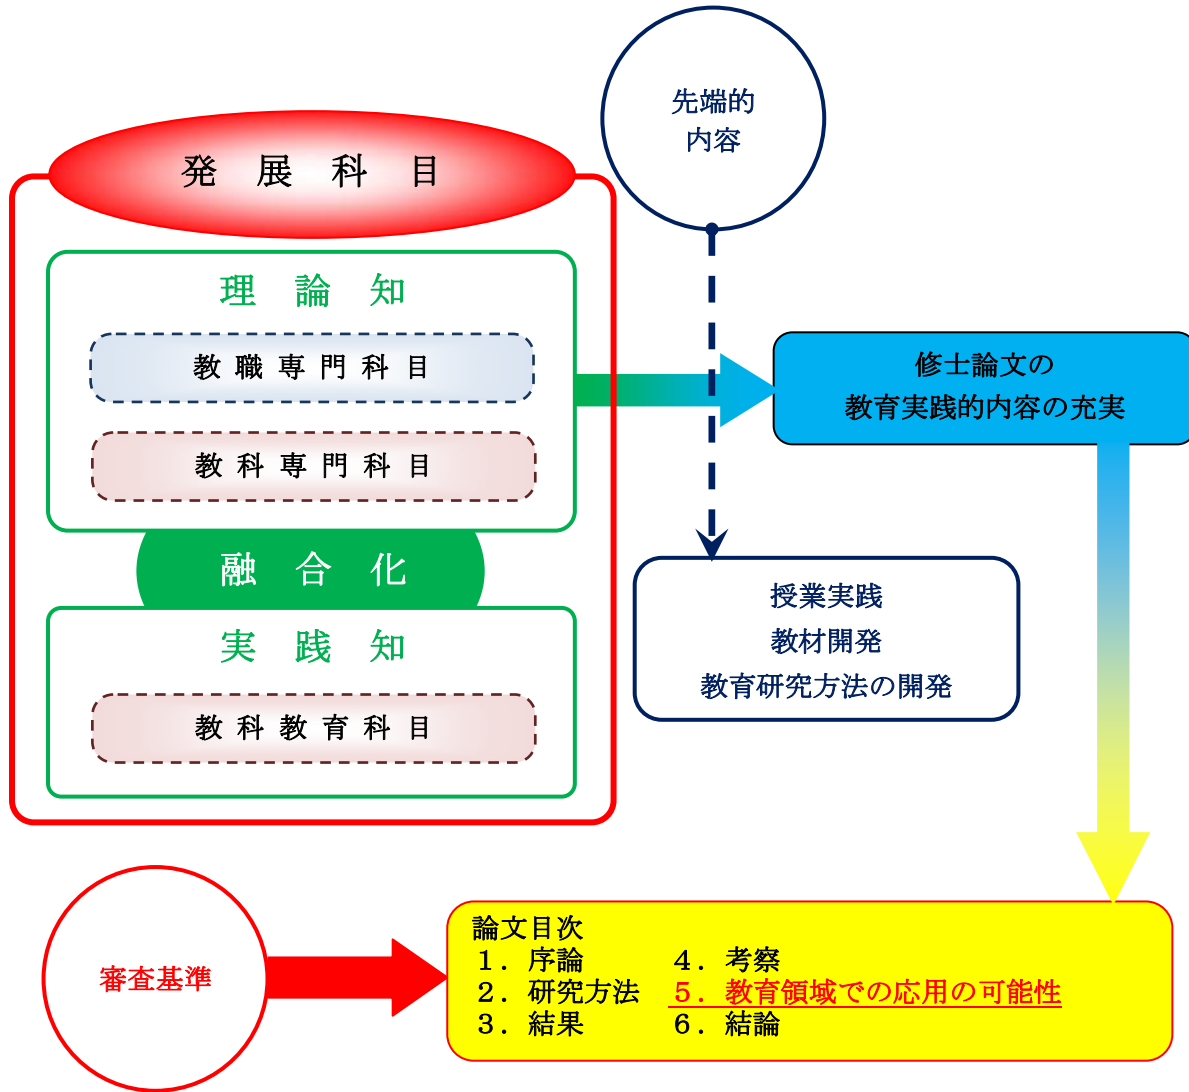 先端的
内容
発　展　科　目
理　論　知
教 職 専 門 科 目
教 科 専 門 科 目
融　合　化
実　践　知
教 科 教 育 科 目
修士論文の
教育実践的内容の充実
授業実践
教材開発
教育研究方法の開発
審査基準
論文目次
１．序論　　　４．考察
２．研究方法　５．教育領域での応用の可能性
３．結果　　　６．結論